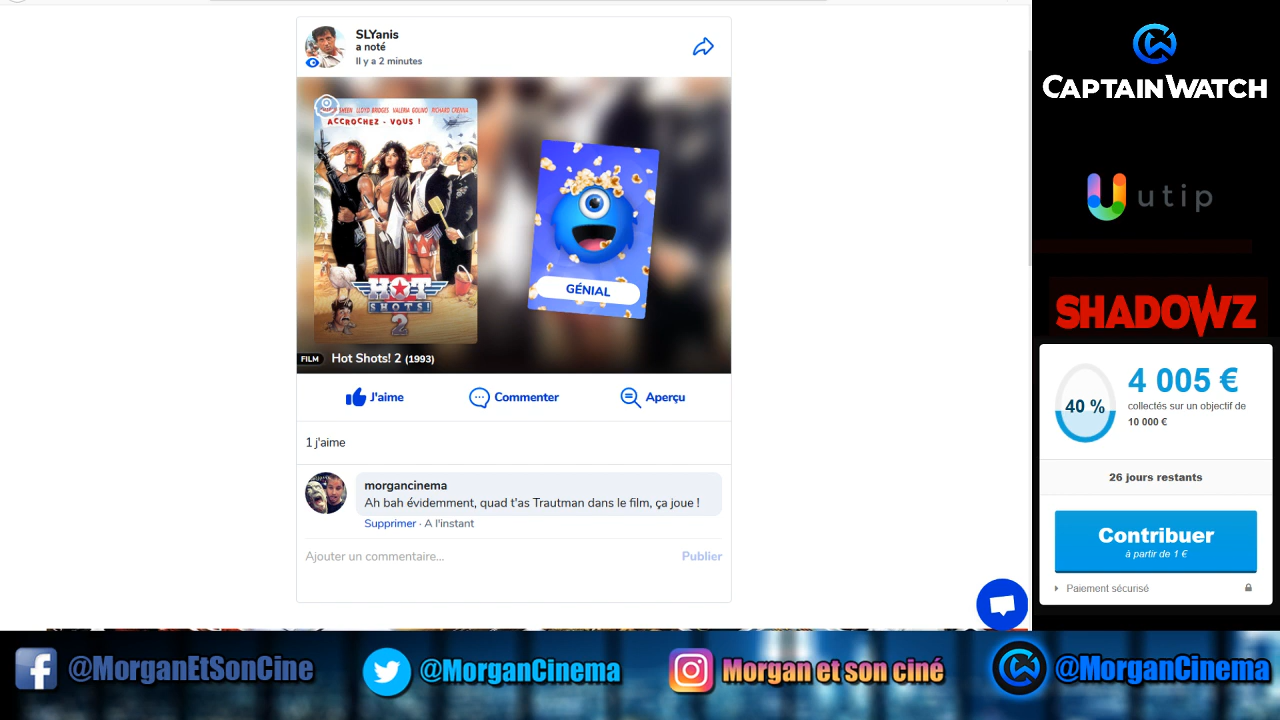 SLYanis
a noté
Il y a 2 minutes
SHEEN LLOYD BRIDGES VALERIA GOLINO RICHARD CRENNA
ACCROCHEZ - VOUS !
HOT
SHOTS!
2
GÉNIAL
FILM Hot Shots! 2 (1993)
J'aime Commenter Aperçu
1 j'aime
morgancinema
Ah bah évidemment, quad t'as Trautman dans le film, ça joue !
Supprimer · A l'instant
Ajouter un commentaire... Publier
CAPTAINWATCH
utip
SHADOWZ
4 005 €
40 %
collectés sur un objectif de
10 000 €
26 jours restants
Contribuer
à partir de 1 €
Paiement sécurisé
@MorganEtSonCine @MorganCinema Morgan et son ciné @MorganCinema